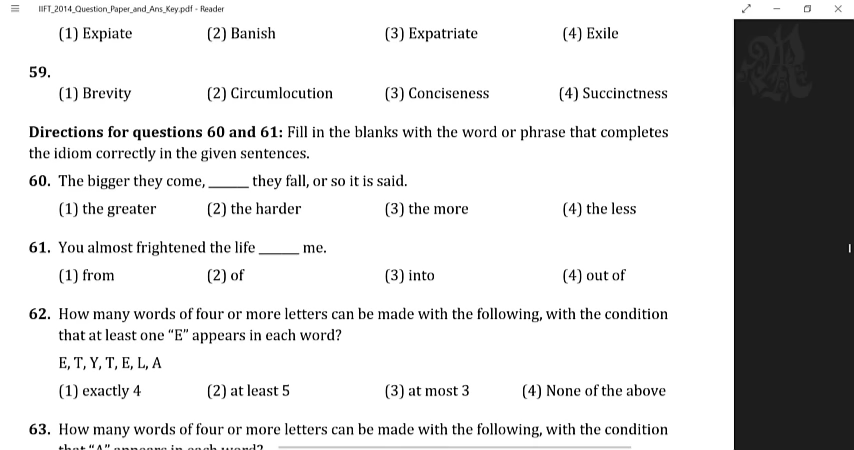 IIFT_2014_Question_Paper_and_Ans_Key.pdf - Reader
(1) Expiate (2) Banish (3) Expatriate (4) Exile
59.
(1) Brevity (2) Circumlocution (3) Conciseness (4) Succinctness
Directions for questions 60 and 61: Fill in the blanks with the word or phrase that completes
the idiom correctly in the given sentences.
60. The bigger they come, _____ they fall, or so it is said.
(1) the greater (2) the harder (3) the more (4) the less
61. You almost frightened the life _____ me.
(1) from (2) of (3) into (4) out of
62. How many words of four or more letters can be made with the following, with the condition
that at least one “E” appears in each word?
E, T, Y, T, E, L, A
(1) exactly 4 (2) at least 5 (3) at most 3 (4) None of the above
63. How many words of four or more letters can be made with the following, with the condition
that “A” appears in each word?